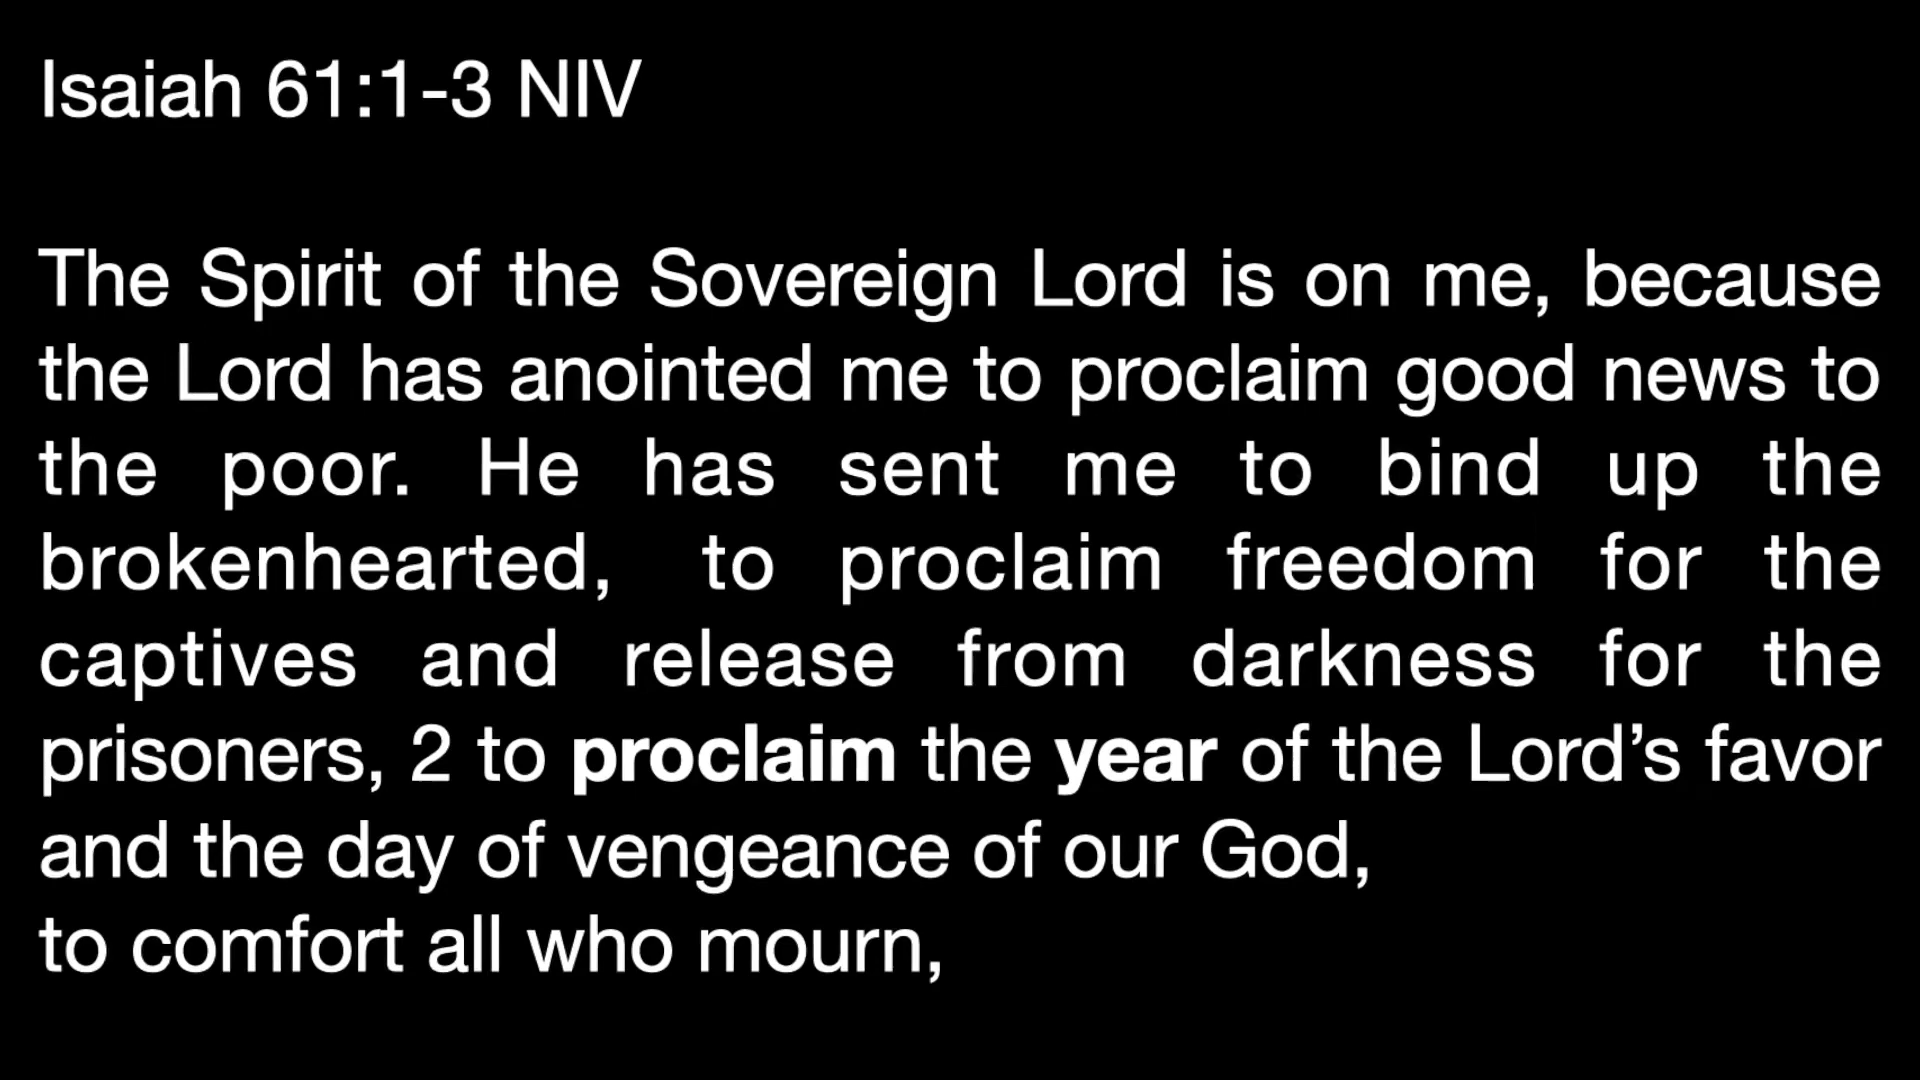 Isaiah 61:1-3 NIV
The Spirit of the Sovereign Lord is on me, because
the Lord has anointed me to proclaim good news to
the poor. He has sent me to bind up the
brokenhearted, to proclaim freedom for the
captives and release from darkness for the
prisoners, 2 to proclaim the year of the Lord’s favor
and the day of vengeance of our God,
to comfort all who mourn,